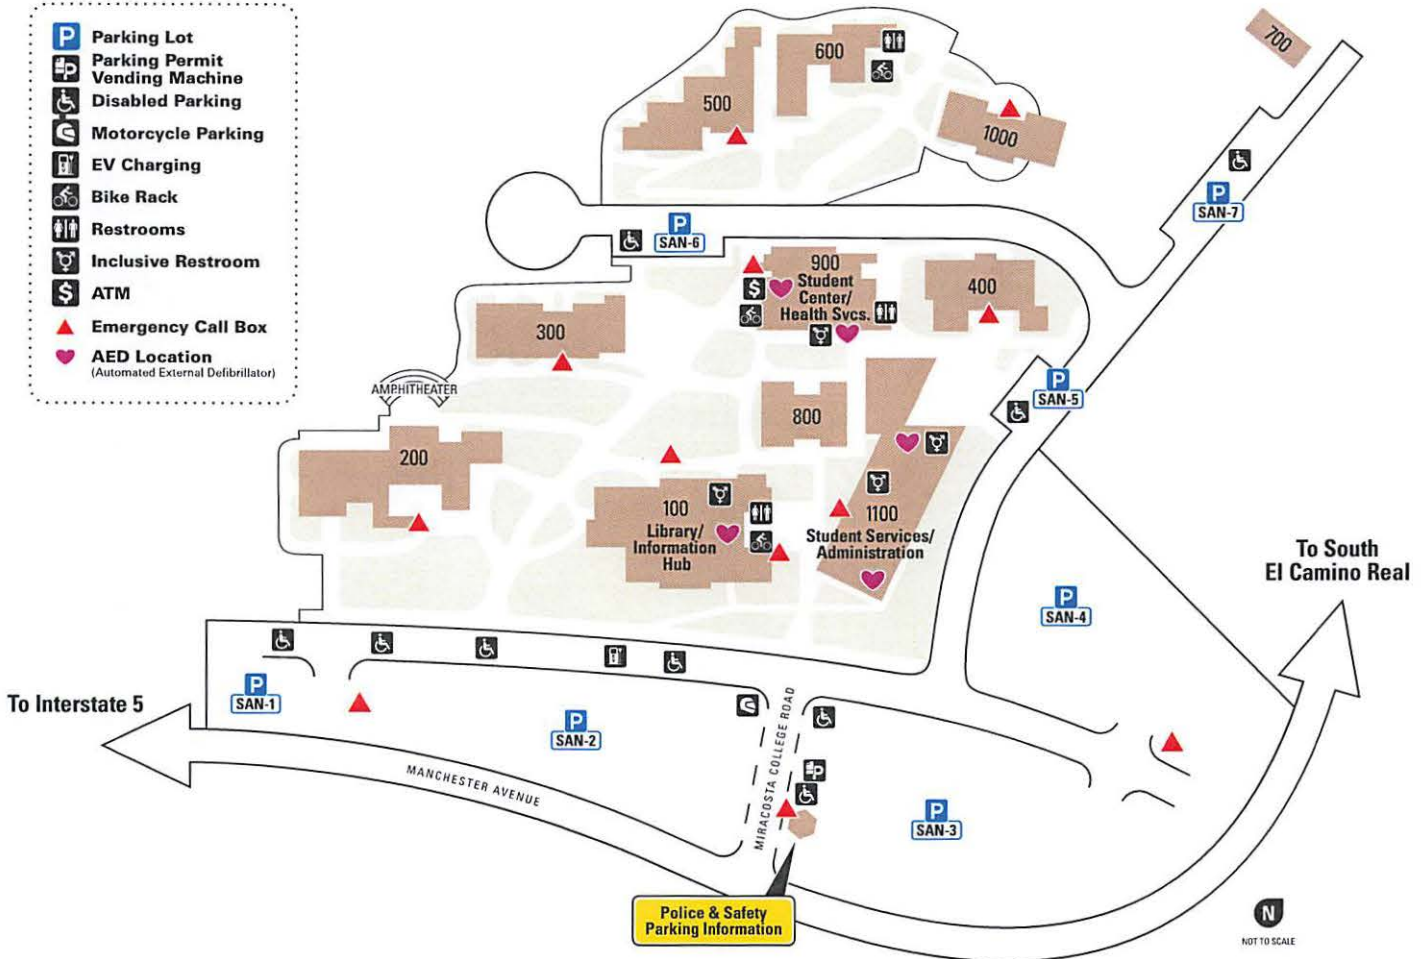 Parking Lot
Parking Permit
Vending Machine
Disabled Parking
Motorcycle Parking
EV Charging
Bike Rack
Restrooms
Inclusive Restroom
$ ATM
Emergency Call Box
AED Location
(Automated External Defibrillator)
700
600
500
1000
P
SAN-7
P
SAN-6
900
Student
Center/
Health Svcs.
$
400
300
AMPHITHEATER
P
SAN-5
800
200
100
Library/
Information
Hub
1100
Student Services/
Administration
To South
El Camino Real
P
SAN-4
To Interstate 5
P
SAN-1
P
SAN-2
MANCHESTER AVENUE
MIRACOSTA COLLEGE ROAD
P
P
SAN-3
Police & Safety
Parking Information
N
NOT TO SCALE